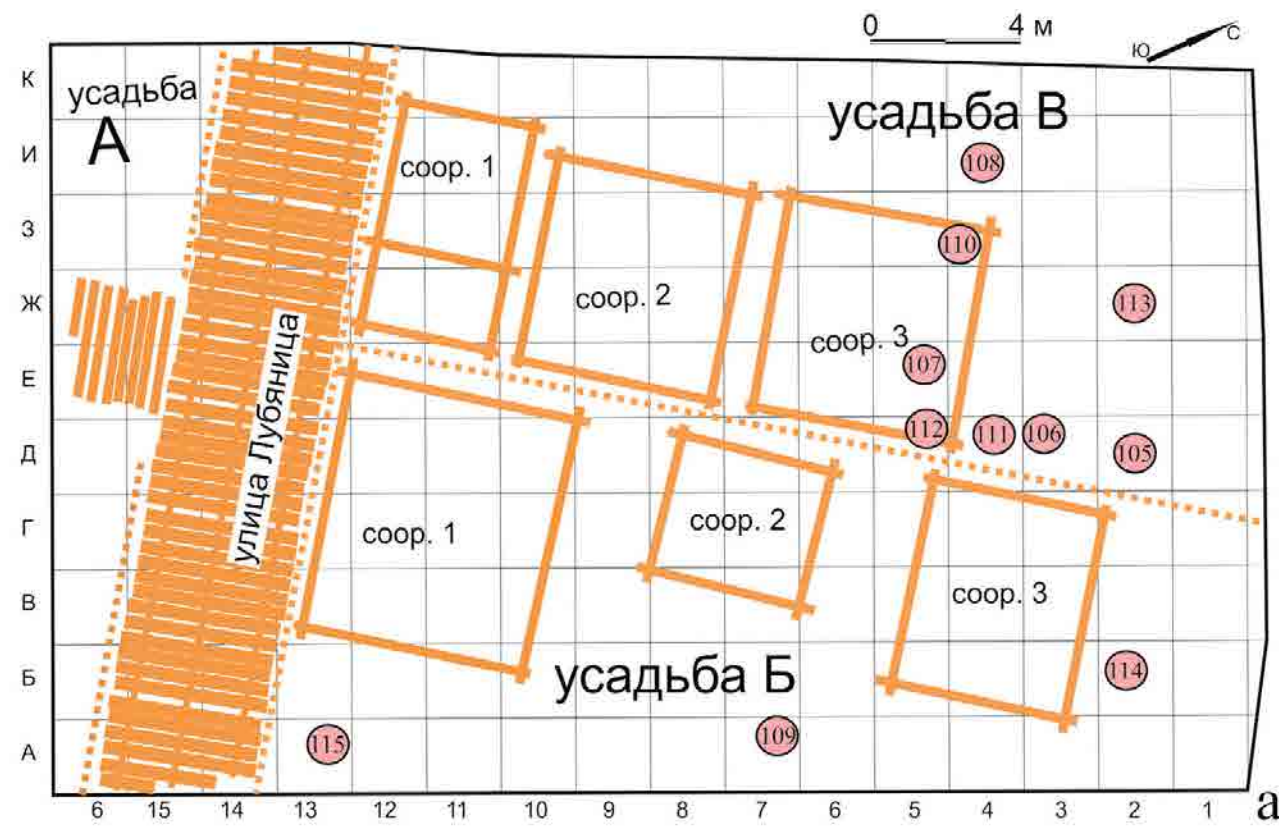 0 4 м
Ю С
К
усадьба
А
усадьба В
И
соор. 1
108
З
110
Ж
соор. 2
113
соор. 3
Е
107
улица Лубяница
Д
112
111
106
105
Г
соор. 1
соор. 2
В
соор. 3
Б
усадьба Б
114
А
115
109
6 15 14 13 12 11 10 9 8 7 6 5 4 3 2 1
а